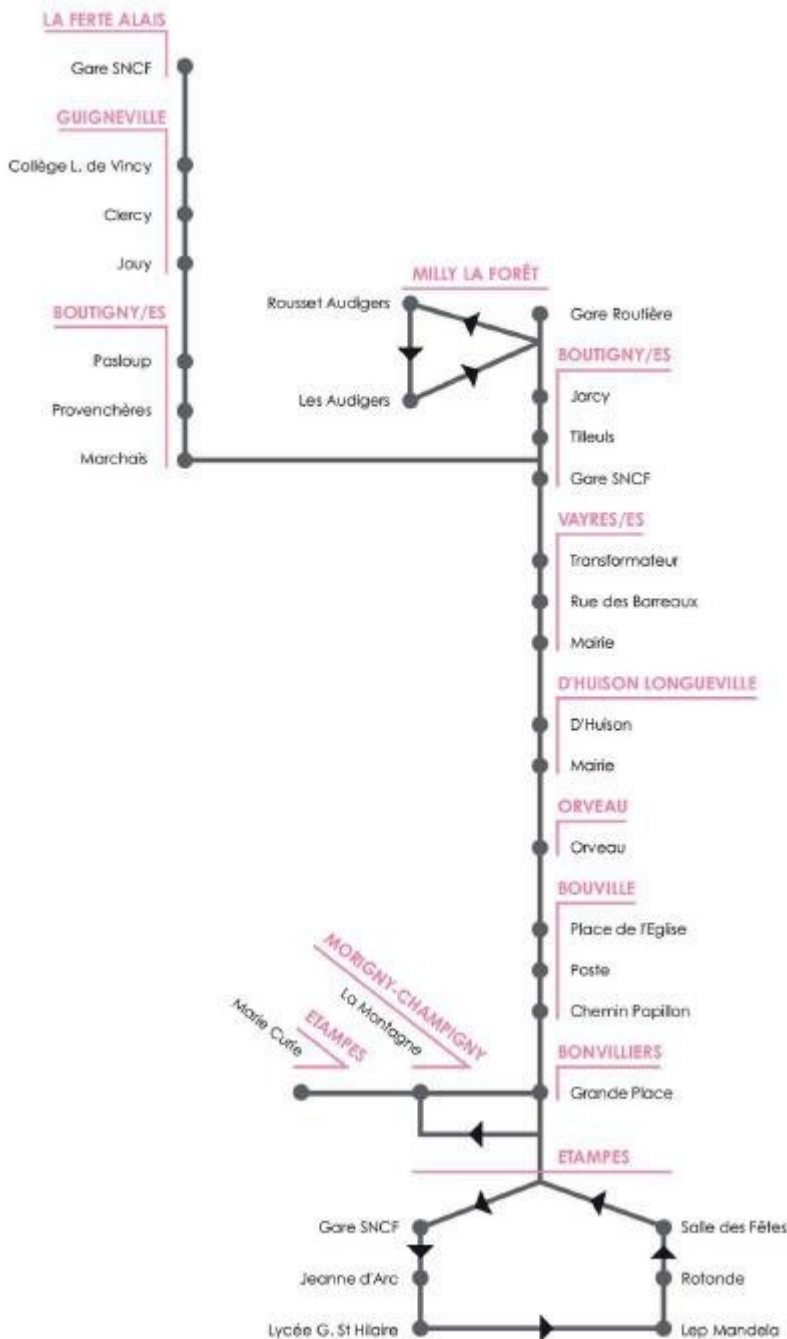 LA FERTE ALAIS
Gare SNCF
GUIGNEVILLE
Collège L. de Vincy
Clercy
Jouy
BOUTIGNY/ES
Pasloup
Provenchères
Marchais
MILLY LA FORÊT
Rousset Audigers
Les Audigers
Gare Routière
BOUTIGNY/ES
Jarcy
Tilleuls
Gare SNCF
VAYRES/ES
Transformateur
Rue des Barreaux
Mairie
D'HUISON LONGUEVILLE
D'Huison
Mairie
ORVEAU
Orveau
BOUVILLE
Place de l'Eglise
Poste
Chemin Papillon
MORIGNY-CHAMPIGNY
La Montagne
ETAMPES
Marie Curie
BONVILLIERS
Grande Place
ETAMPES
Gare SNCF
Jeanne d'Arc
Lycée G. St Hilaire
Salle des Fêtes
Rotonde
Lep Mandela